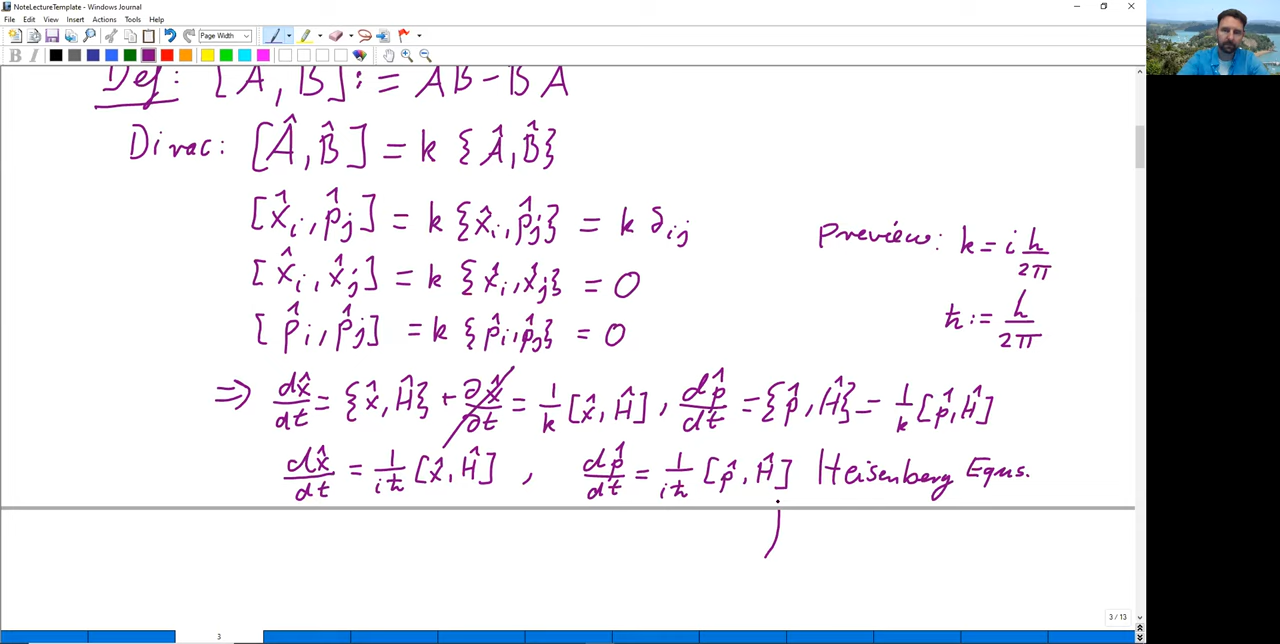 NoteLectureTemplate - Windows Journal
File Edit View Insert Actions Tools Help
Page Width
B I
Def: [A, B] := AB - BA
Dirac: [Â, B̂] = k {Â, B̂}
[x̂ᵢ, p̂ⱼ] = k {x̂ᵢ, p̂ⱼ} = k δᵢⱼ
Preview: k = i h/2π
[x̂ᵢ, x̂ⱼ] = k {x̂ᵢ, x̂ⱼ} = 0
ħ := h/2π
[p̂ᵢ, p̂ⱼ] = k {p̂ᵢ, p̂ⱼ} = 0
⇒ dx̂/dt = {x̂, Ĥ} + ∂x̂/∂t = 1/k [x̂, Ĥ], dp̂/dt = {p̂, Ĥ} = 1/k [p̂, Ĥ]
dx̂/dt = 1/iħ [x̂, Ĥ] , dp̂/dt = 1/iħ [p̂, Ĥ] Heisenberg Equs.
3 / 13
3